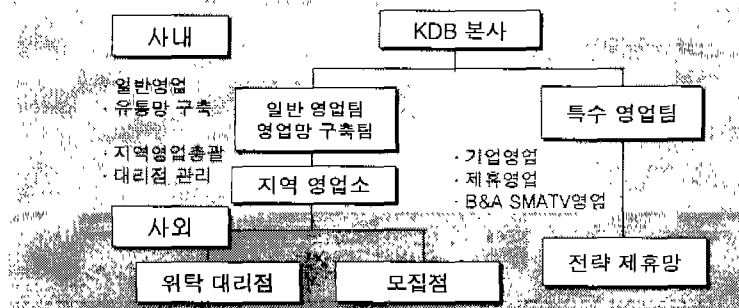 사내
KDB 본사
· 일반영업
· 유통망 구축
일반 영업팀
영업망 구축팀
특수 영업팀
· 지역영업총괄
· 대리점 관리
· 기업영업
· 제휴영업
· B&A SMATV영업
지역 영업소
사외
위탁 대리점
모집점
전략 제휴망